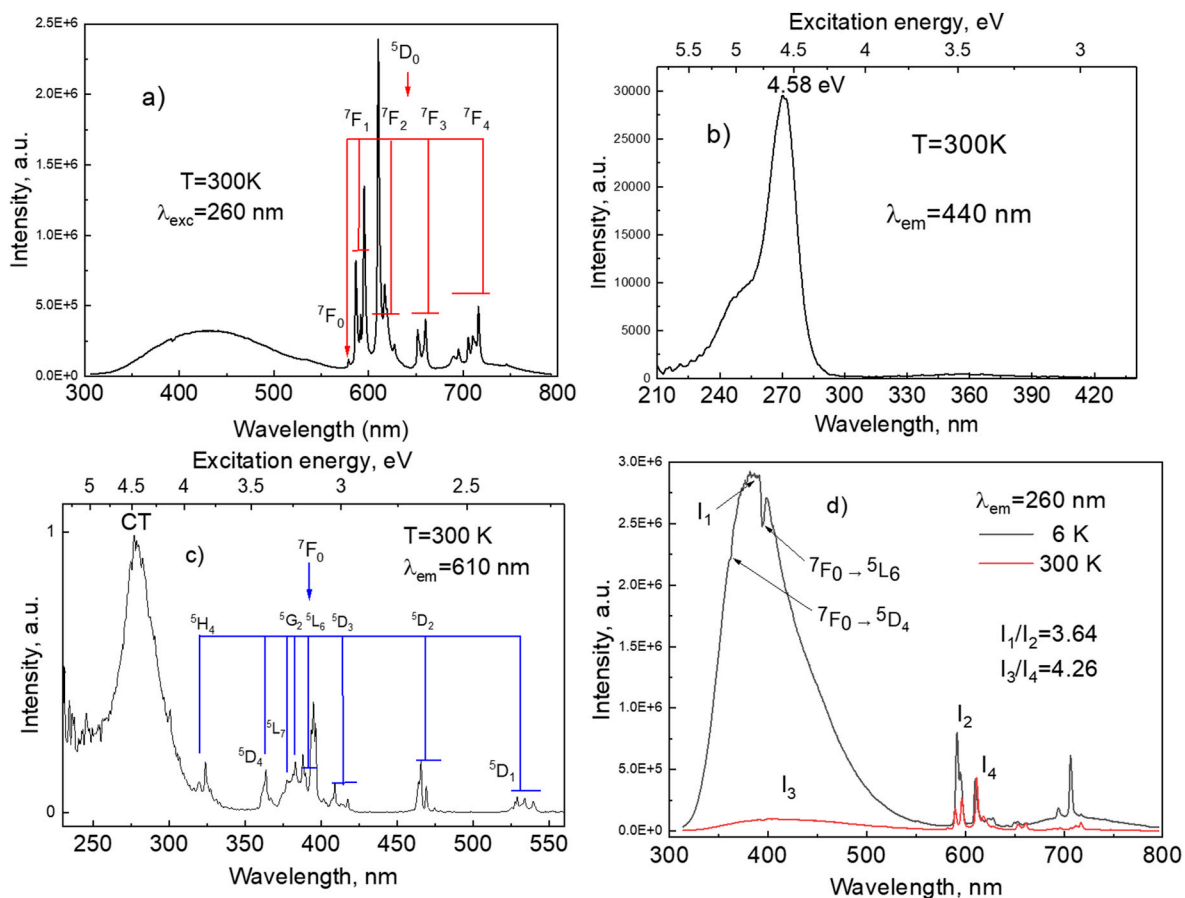 2.5E+6
2.0E+6
1.5E+6
1.0E+6
5.0E+5
0.0E+0
Intensity, a.u.
a)
T=300K
λexc=260 nm
⁵D₀
⁷F₁
⁷F₂
⁷F₃
⁷F₄
⁷F₀
300 400 500 600 700 800
Wavelength (nm)
Excitation energy, eV
5.5 5 4.5 4 3.5 3
30000
25000
20000
15000
10000
5000
0
Intensity, a.u.
4.58 eV
b)
T=300K
λem=440 nm
210 240 270 300 330 360 390 420
Wavelength, nm
Excitation energy, eV
5 4.5 4 3.5 3 2.5
1
0
Intensity, a.u.
CT
c)
T=300 K
λem=610 nm
⁷F₀
⁵H₄
⁵G₂
⁵L₆
⁵D₃
⁵D₂
⁵L₇
⁵D₄
⁵D₁
250 300 350 400 450 500 550
Wavelength, nm
3.0E+6
2.5E+6
2.0E+6
1.5E+6
1.0E+6
5.0E+5
0.0E+0
Intensity, a.u.
d)
λem=260 nm
6 K
300 K
I₁
⁷F₀→⁵L₆
⁷F₀→⁵D₄
I₁/I₂=3.64
I₃/I₄=4.26
I₂
I₃
I₄
300 400 500 600 700 800
Wavelength, nm